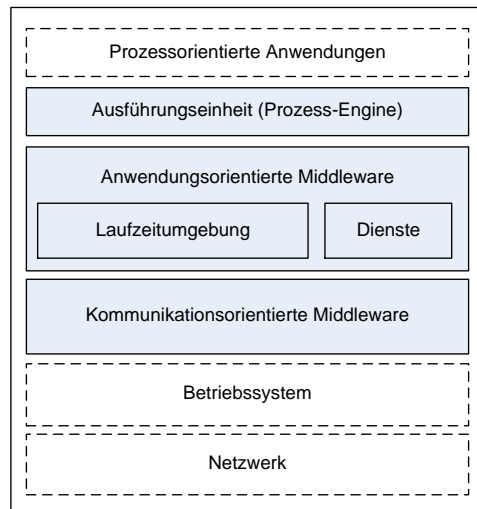 Prozessorientierte Anwendungen
Ausführungseinheit (Prozess-Engine)
Anwendungsorientierte Middleware
Laufzeitumgebung
Dienste
Kommunikationsorientierte Middleware
Betriebssystem
Netzwerk